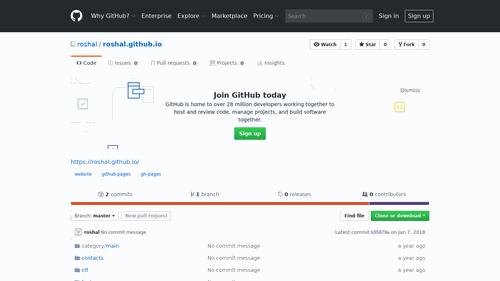 Why GitHub? Enterprise Explore Marketplace Pricing Search / Sign in Sign up
roshal / roshal.github.io Watch 1 Star 0 Fork 0
Code Issues 0 Pull requests 0 Projects 0 Insights
Join GitHub today
Dismiss
GitHub is home to over 28 million developers working together to
host and review code, manage projects, and build software
together.
Sign up
https://roshal.github.io/
website github-pages gh-pages
2 commits 1 branch 0 releases 0 contributors
Branch: master New pull request Find file Clone or download
roshal No commit message Latest commit on Jan 7, 2018
category/main No commit message a year ago
contacts No commit message a year ago
ctf No commit message a year ago